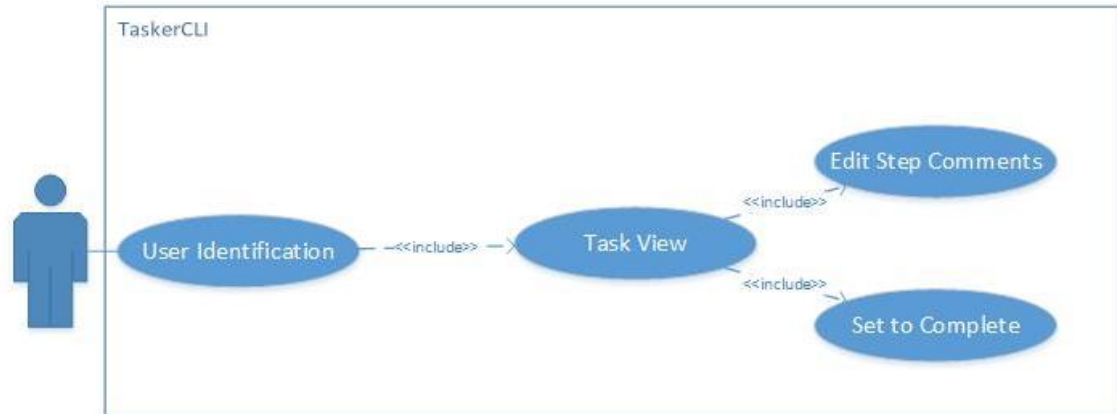 TaskerCLI
Edit Step Comments
<<include>>
User Identification
<<include>>
Task View
<<include>>
Set to Complete